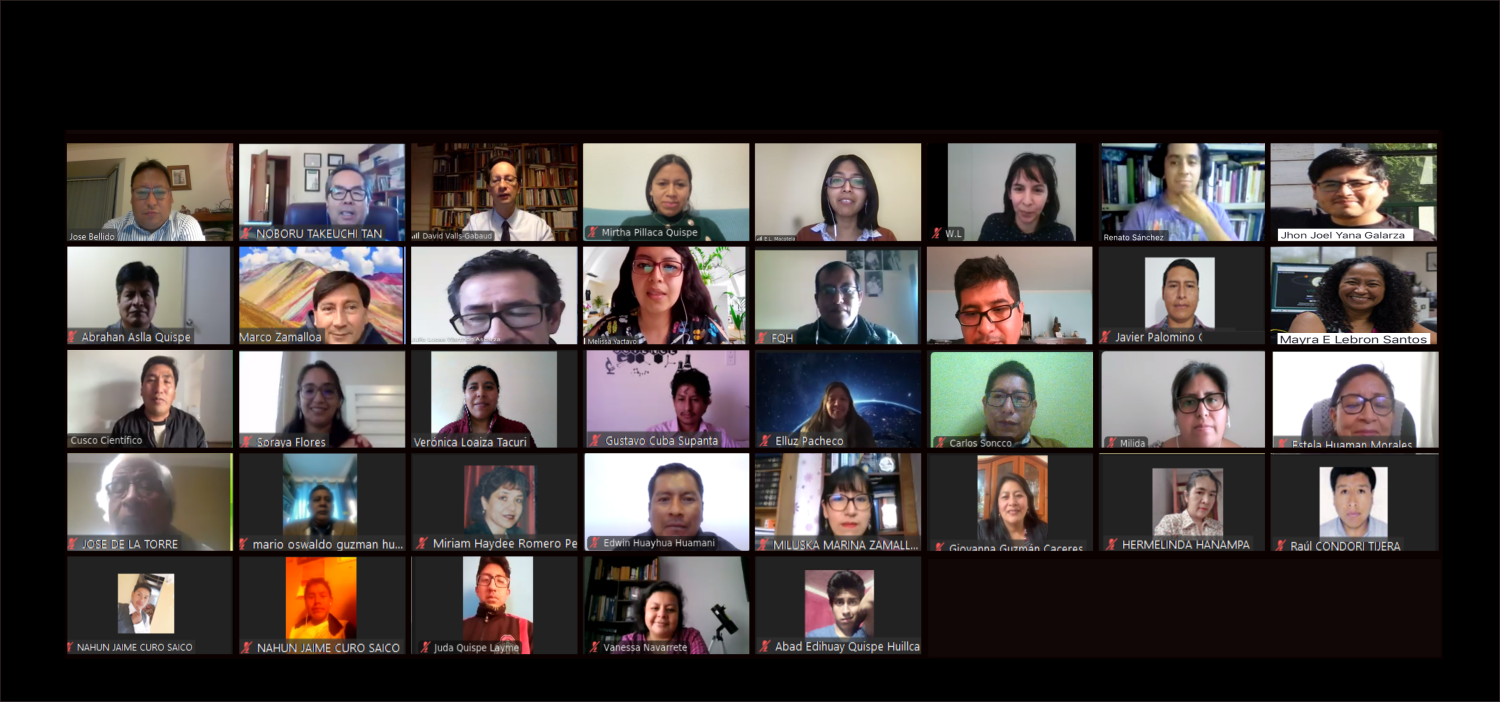 Jose Bellido
NOBORU TAKEUCHI TAN
David Valls-Gabaud
Mirtha Pillaca Quispe
E.L. Macotela
W.L
Renato Sánchez
Jhon Joel Yana Galarza
Abrahan Aslla Quispe
Marco Zamalloa
Melissa Yactayo
FQH
Javier Palomino
Mayra E Lebron Santos
Cusco Científico
Soraya Flores
Verónica Loaiza Tacuri
Gustavo Cuba Supanta
Elluz Pacheco
Carlos Soncco
Milida
Estela Huaman Morales
JOSE DE LA TORRE
mario oswaldo guzman hu...
Miriam Haydee Romero Pe
Edwin Huayhua Huamani
MILUSKA MARINA ZAMALL...
Giovanna Guzmán Caceres
HERMELINDA HANAMPA
Raúl CONDORI TIJERA
NAHUN JAIME CURO SAICO
NAHUN JAIME CURO SAICO
Juda Quispe Layme
Vanessa Navarrete
Abad Edihuay Quispe Huillca